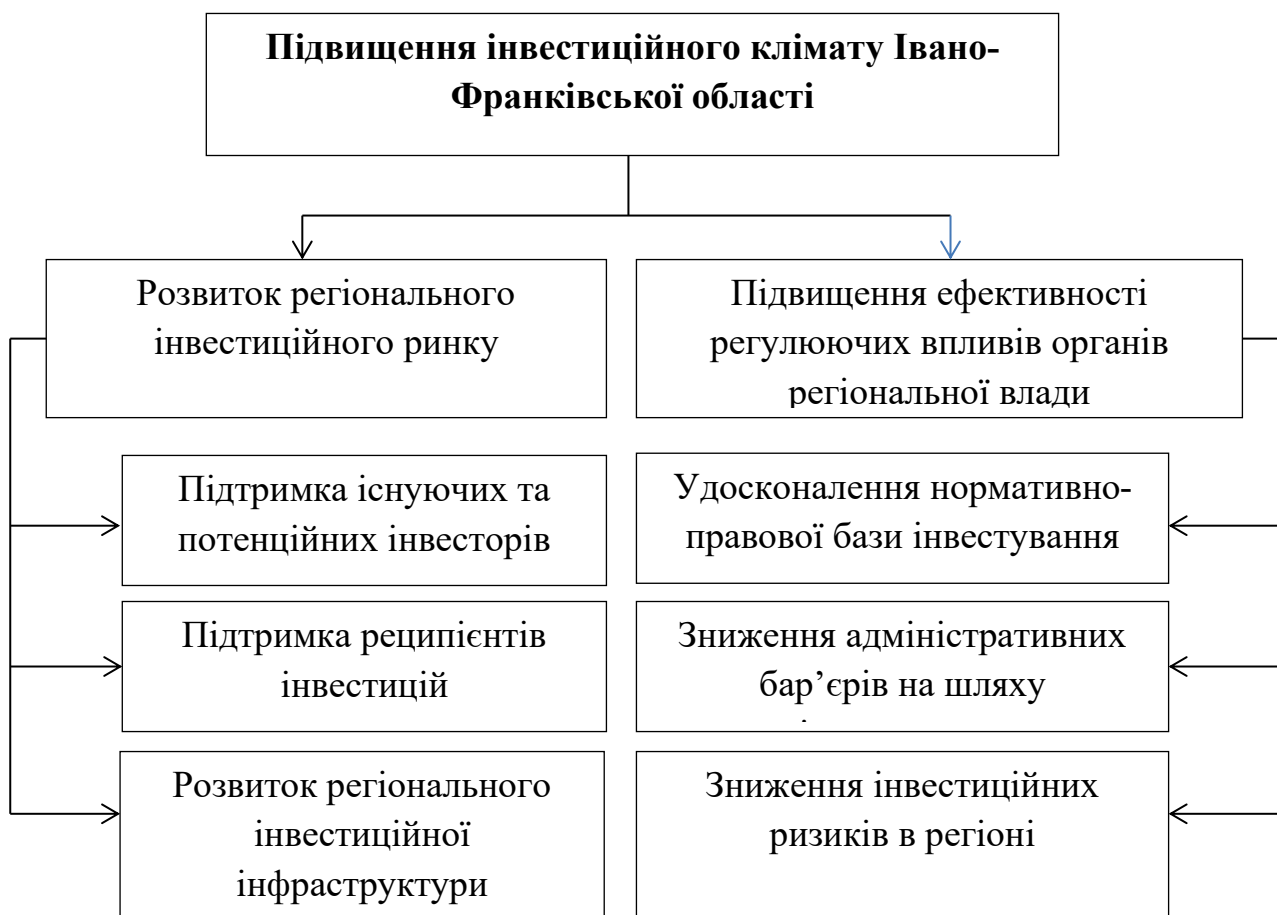 Підвищення інвестиційного клімату Івано-
Франківської області
Розвиток регіонального
інвестиційного ринку
Підвищення ефективності
регулюючих впливів органів
регіональної влади
Підтримка існуючих та
потенційних інвесторів
Підтримка реципієнтів
інвестицій
Розвиток регіонального
інвестиційної
інфраструктури
Удосконалення нормативно-
правової бази інвестування
Зниження адміністративних
бар’єрів на шляху
Зниження інвестиційних
ризиків в регіоні